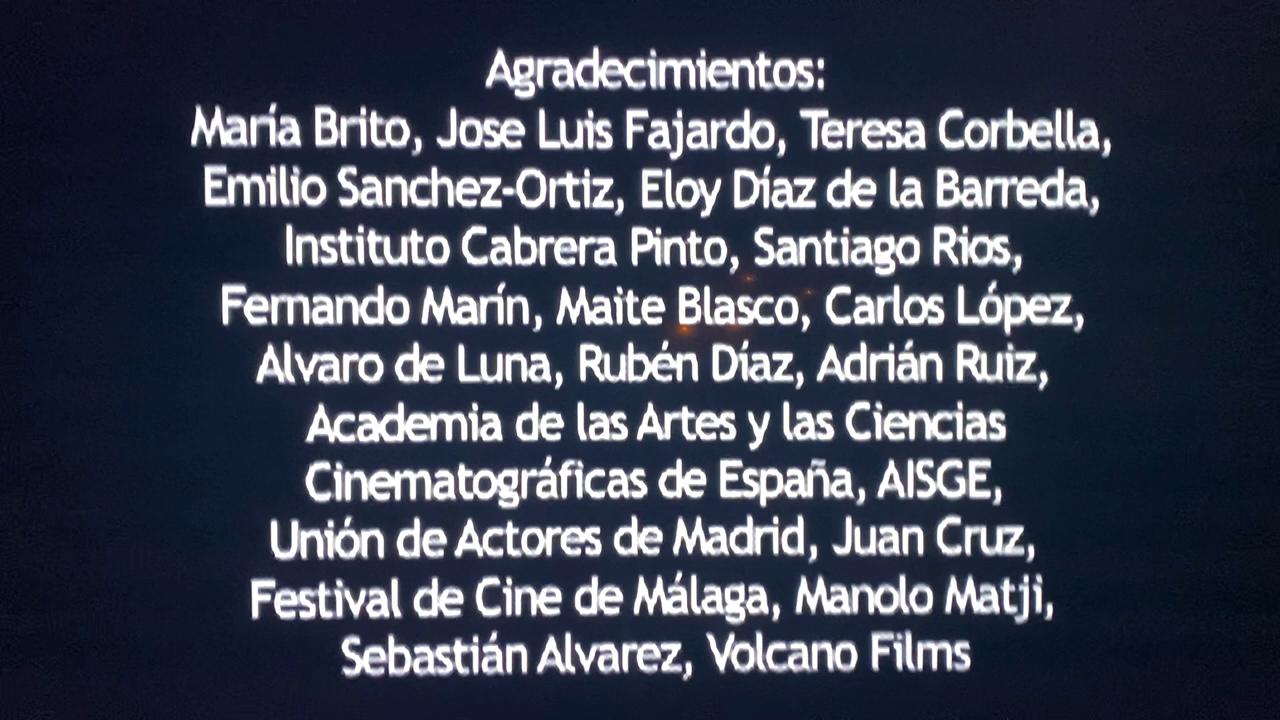 Agradecimientos:
María Brito, Jose Luis Fajardo, Teresa Corbella,
Emilio Sanchez-Ortiz, Eloy Díaz de la Barreda,
Instituto Cabrera Pinto, Santiago Rios,
Fernando Marín, Maite Blasco, Carlos López,
Alvaro de Luna, Rubén Díaz, Adrián Ruiz,
Academia de las Artes y las Ciencias
Cinematográficas de España, AISGE,
Unión de Actores de Madrid, Juan Cruz,
Festival de Cine de Málaga, Manolo Matji,
Sebastián Alvarez, Volcano Films